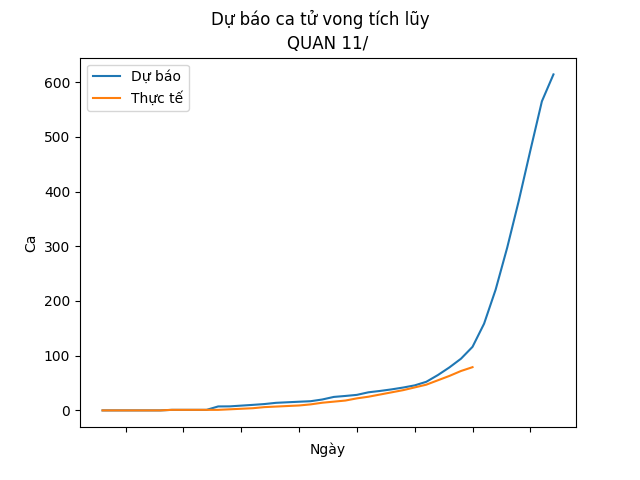 Dự báo ca tử vong tích lũy
QUAN 11/
Dự báo
Thực tế
600
500
400
300
200
100
0
Ca
Ngày